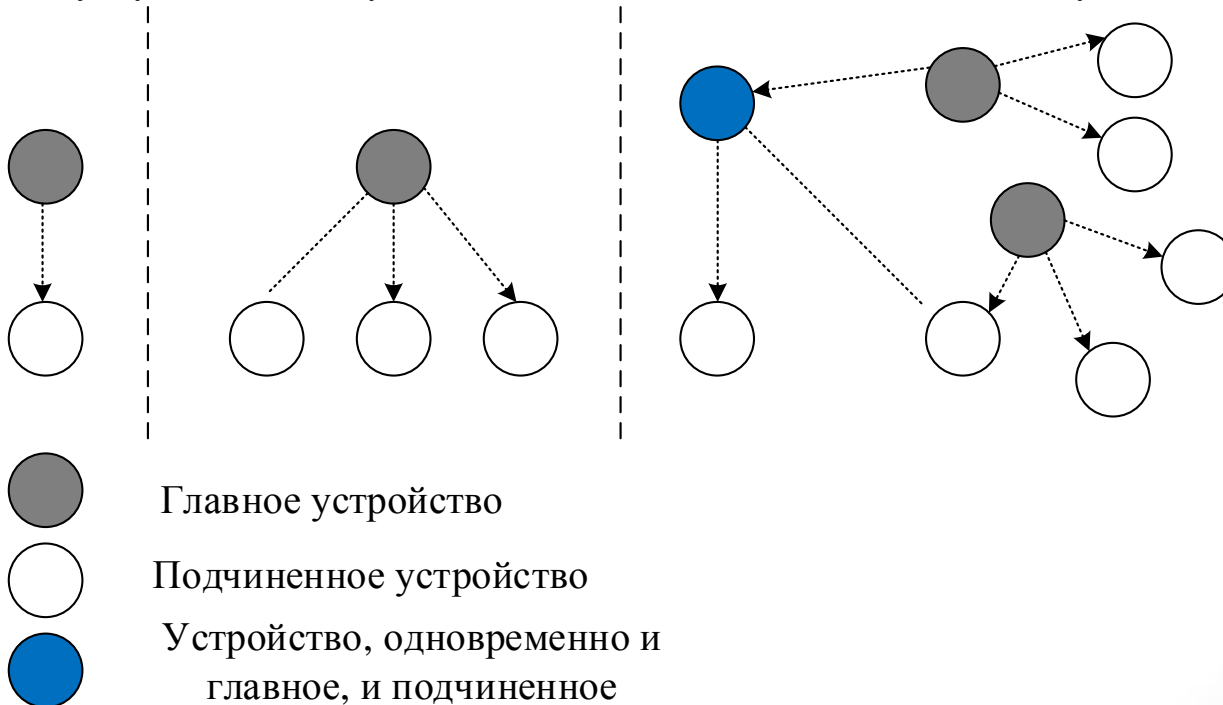 Главное устройство
Подчиненное устройство
Устройство, одновременно и
главное, и подчиненное